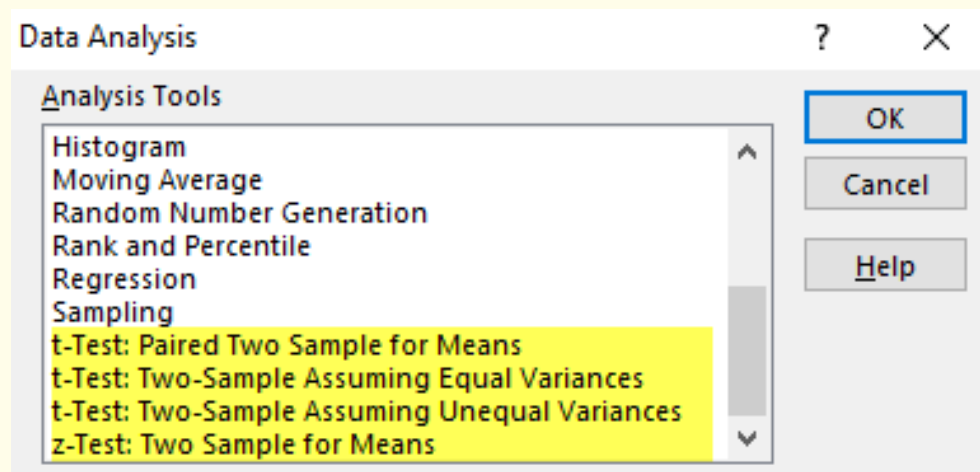 Data Analysis ?
Analysis Tools
OK
Cancel
Help
Histogram
Moving Average
Random Number Generation
Rank and Percentile
Regression
Sampling
t-Test: Paired Two Sample for Means
t-Test: Two-Sample Assuming Equal Variances
t-Test: Two-Sample Assuming Unequal Variances
z-Test: Two Sample for Means